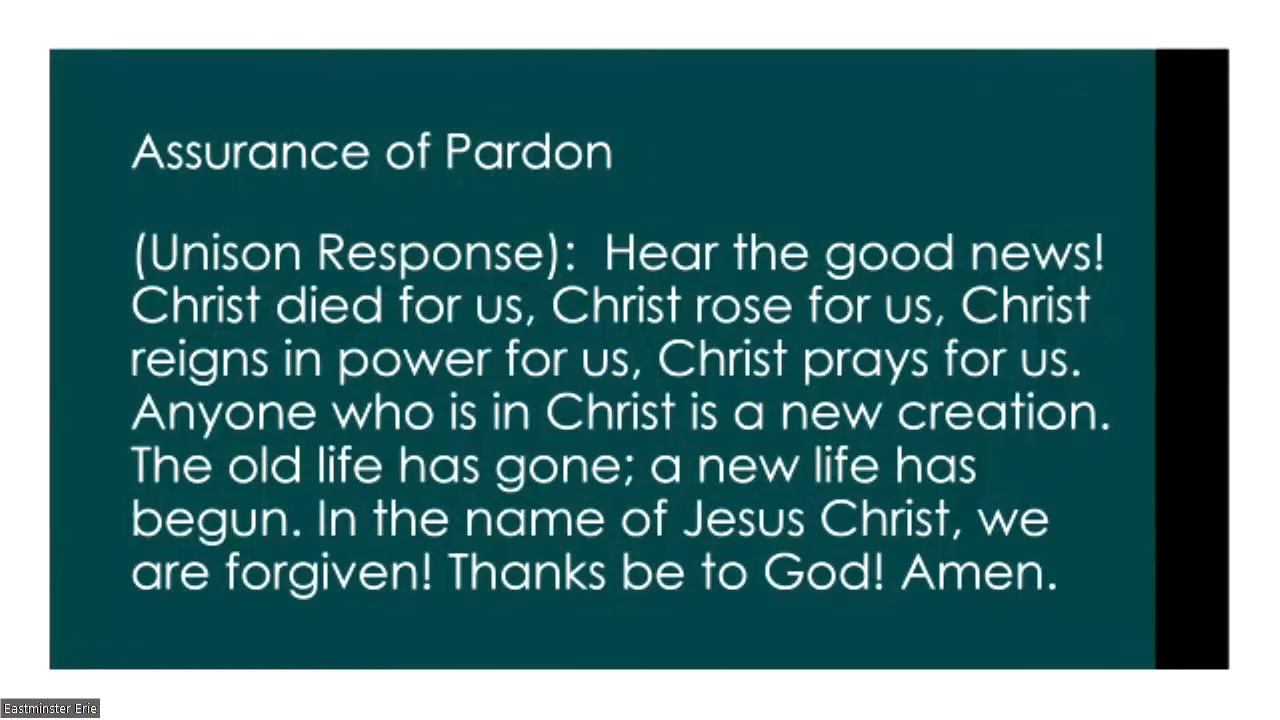 Assurance of Pardon
(Unison Response):  Hear the good news!
Christ died for us, Christ rose for us, Christ
reigns in power for us, Christ prays for us.
Anyone who is in Christ is a new creation.
The old life has gone; a new life has
begun. In the name of Jesus Christ, we
are forgiven! Thanks be to God! Amen.
Eastminster Erie